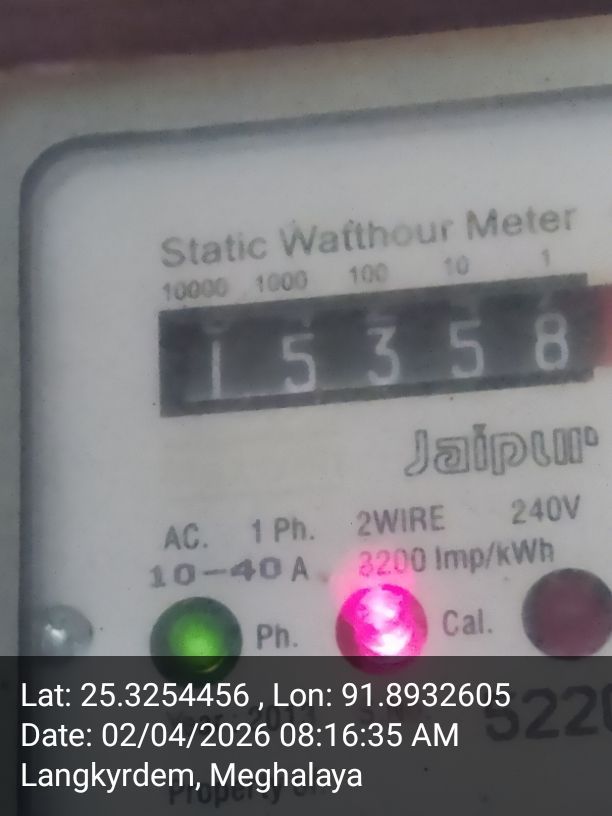 Static Watthour Meter
10000 1000 100 10 1
1 5 3 5 8
Jaipur
AC. 1 Ph. 2WIRE 240V
10-40 A 3200 Imp/kWh
Ph. Cal.
Lat: 25.3254456 , Lon: 91.8932605
Date: 02/04/2026 08:16:35 AM
Langkyrdem, Meghalaya
Property